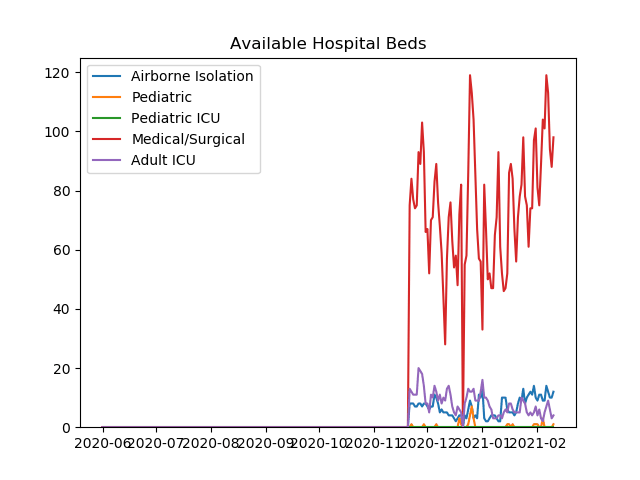 Available Hospital Beds
Airborne Isolation
Pediatric
Pediatric ICU
Medical/Surgical
Adult ICU
120
100
80
60
40
20
0
2020-06 2020-07 2020-08 2020-09 2020-10 2020-11 2020-12 2021-01 2021-02